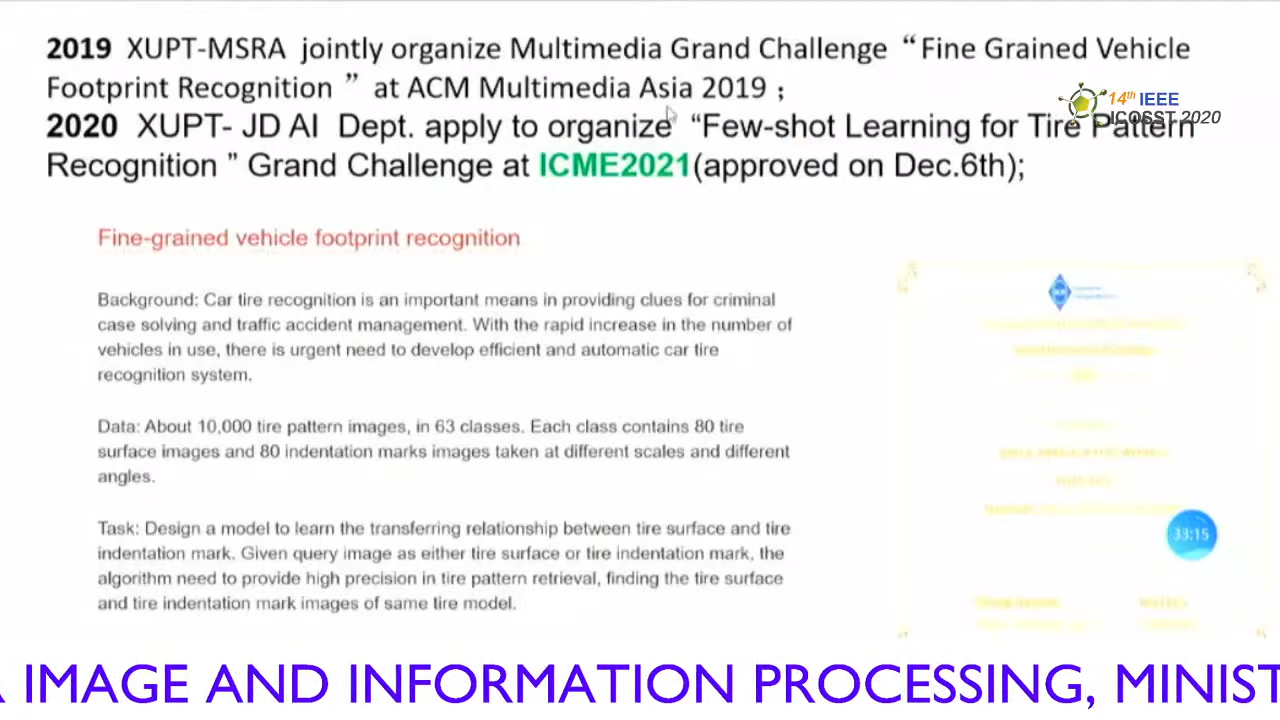 2019 XUPT-MSRA jointly organize Multimedia Grand Challenge “Fine Grained Vehicle
Footprint Recognition ” at ACM Multimedia Asia 2019 ;
14th IEEE
ICOSST 2020
2020 XUPT- JD AI Dept. apply to organize “Few-shot Learning for Tire Pattern
Recognition ” Grand Challenge at ICME2021(approved on Dec.6th);
Fine-grained vehicle footprint recognition
Background: Car tire recognition is an important means in providing clues for criminal
case solving and traffic accident management. With the rapid increase in the number of
vehicles in use, there is urgent need to develop efficient and automatic car tire
recognition system.
Data: About 10,000 tire pattern images, in 63 classes. Each class contains 80 tire
surface images and 80 indentation marks images taken at different scales and different
angles.
Task: Design a model to learn the transferring relationship between tire surface and tire
indentation mark. Given query image as either tire surface or tire indentation mark, the
algorithm need to provide high precision in tire pattern retrieval, finding the tire surface
and tire indentation mark images of same tire model.
33:15
A IMAGE AND INFORMATION PROCESSING, MINIST